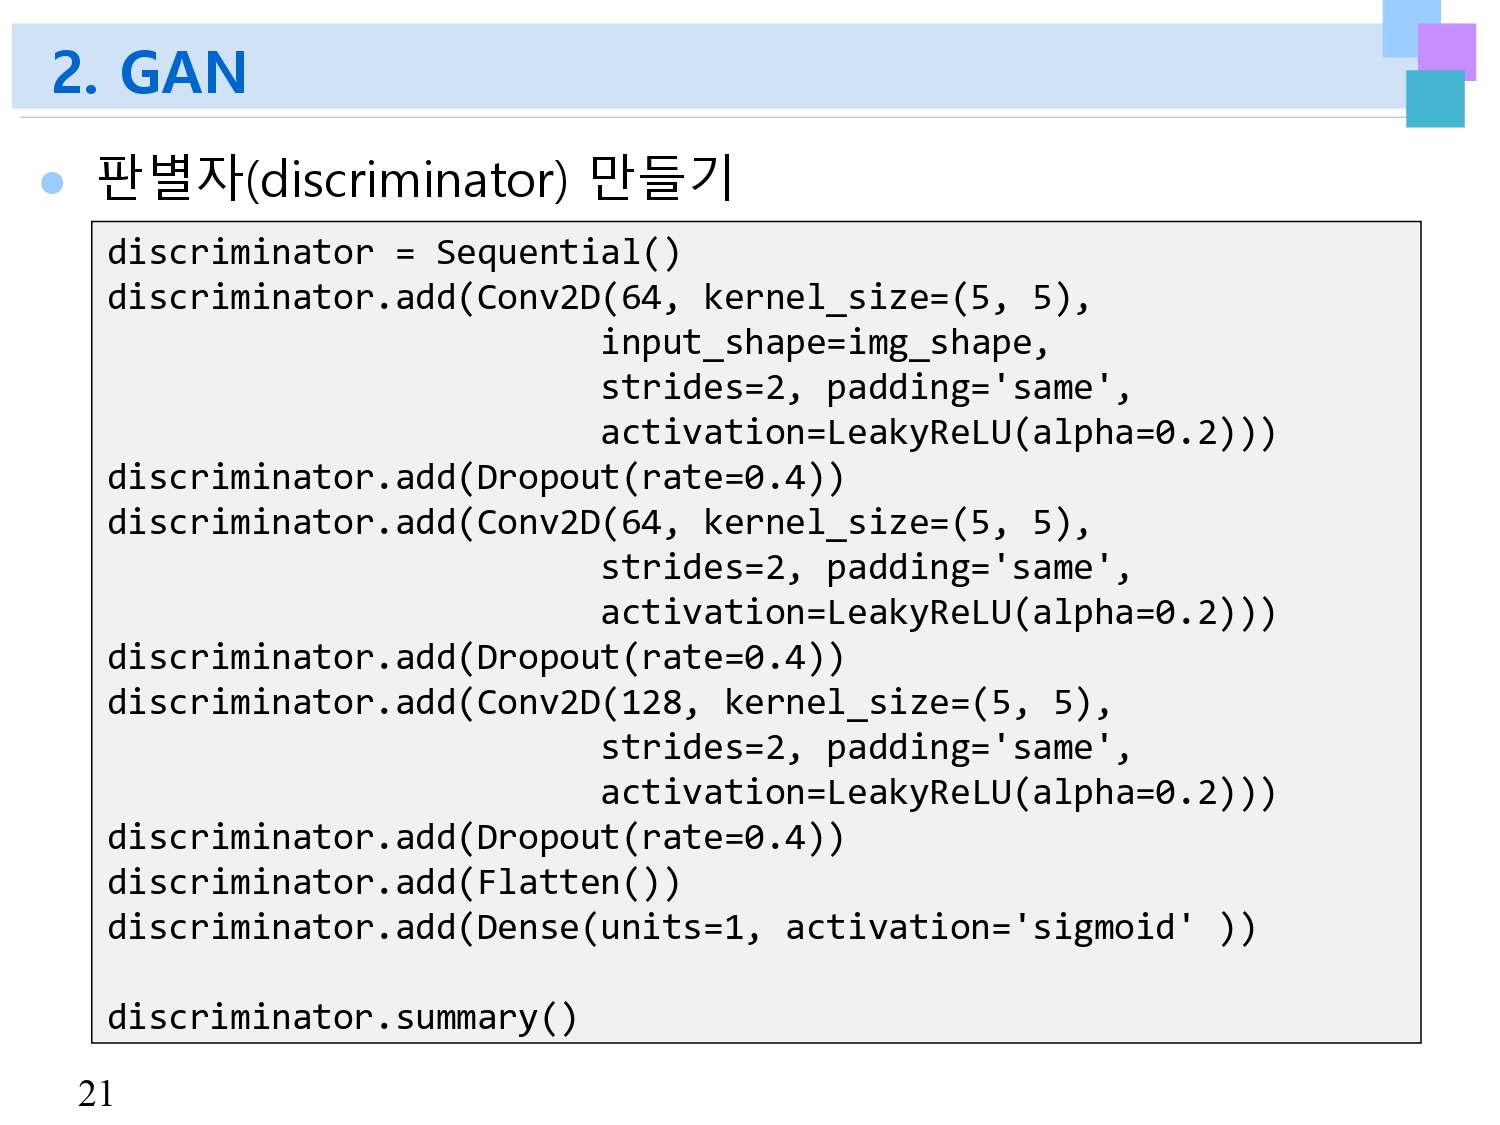 2. GAN
판별자(discriminator) 만들기
discriminator = Sequential()
discriminator.add(Conv2D(64, kernel_size=(5, 5),
                        input_shape=img_shape,
                        strides=2, padding='same',
                        activation=LeakyReLU(alpha=0.2)))
discriminator.add(Dropout(rate=0.4))
discriminator.add(Conv2D(64, kernel_size=(5, 5),
                        strides=2, padding='same',
                        activation=LeakyReLU(alpha=0.2)))
discriminator.add(Dropout(rate=0.4))
discriminator.add(Conv2D(128, kernel_size=(5, 5),
                        strides=2, padding='same',
                        activation=LeakyReLU(alpha=0.2)))
discriminator.add(Dropout(rate=0.4))
discriminator.add(Flatten())
discriminator.add(Dense(units=1, activation='sigmoid' ))
discriminator.summary()
21